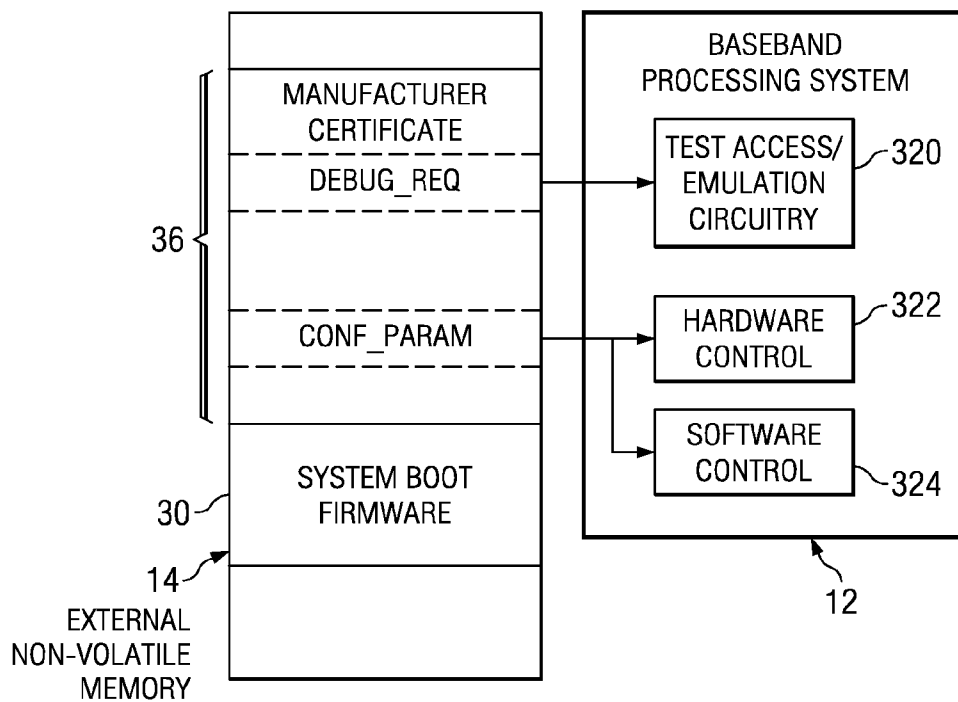 MANUFACTURER
CERTIFICATE
DEBUG_REQ
36
CONF_PARAM
SYSTEM BOOT
FIRMWARE
30
14
EXTERNAL
NON-VOLATILE
MEMORY
BASEBAND
PROCESSING SYSTEM
TEST ACCESS/
EMULATION
CIRCUITRY
320
HARDWARE
CONTROL
322
SOFTWARE
CONTROL
324
12